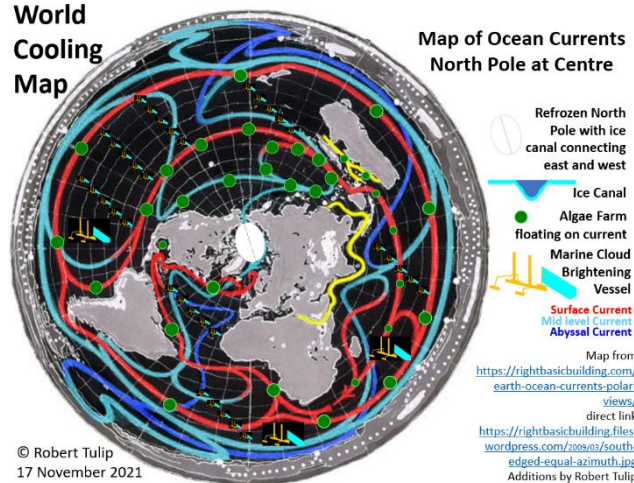 World
Cooling
Map
Map of Ocean Currents
North Pole at Centre
Refrozen North
Pole with ice
canal connecting
east and west
Ice Canal
Algae Farm
floating on current
Marine Cloud
Brightening
Vessel
Surface Current
Mid level Current
Abyssal Current
Map from
https://rightbasicbuilding.com/
earth-ocean-currents-polar-
views/
direct link
https://rightbasicbuilding.files.
wordpress.com/2009/03/south-
edged-equal-azimuth.jpg
Additions by Robert Tulip
© Robert Tulip
17 November 2021